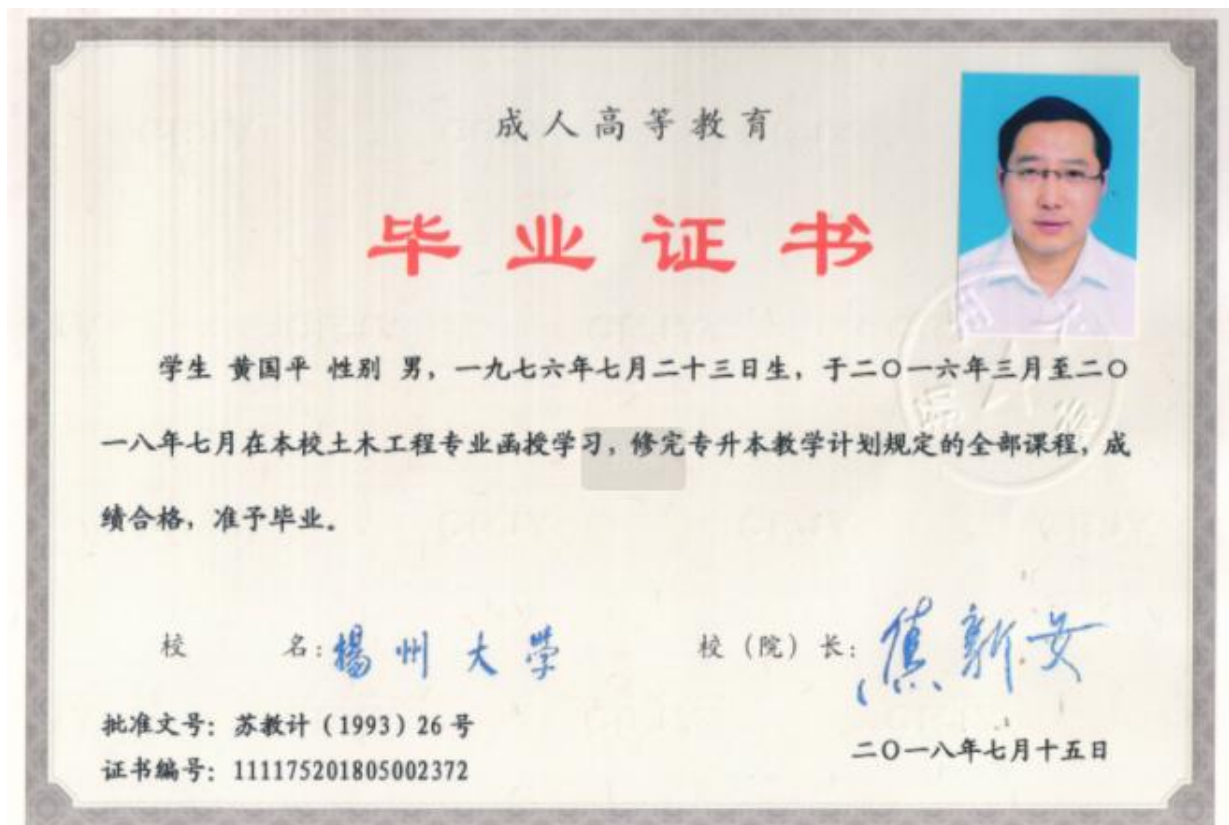 成人高等教育
毕业证书
学生 黄国平 性别 男，一九七六年七月二十三日生，于二〇一六年三月至二〇
一八年七月在本校土木工程专业函授学习，修完专升本教学计划规定的全部课程，成
绩合格，准予毕业。
校 名：揚州大學
校（院）长：焦新安
批准文号：苏教计（1993）26号
证书编号：111175201805002372
二〇一八年七月十五日